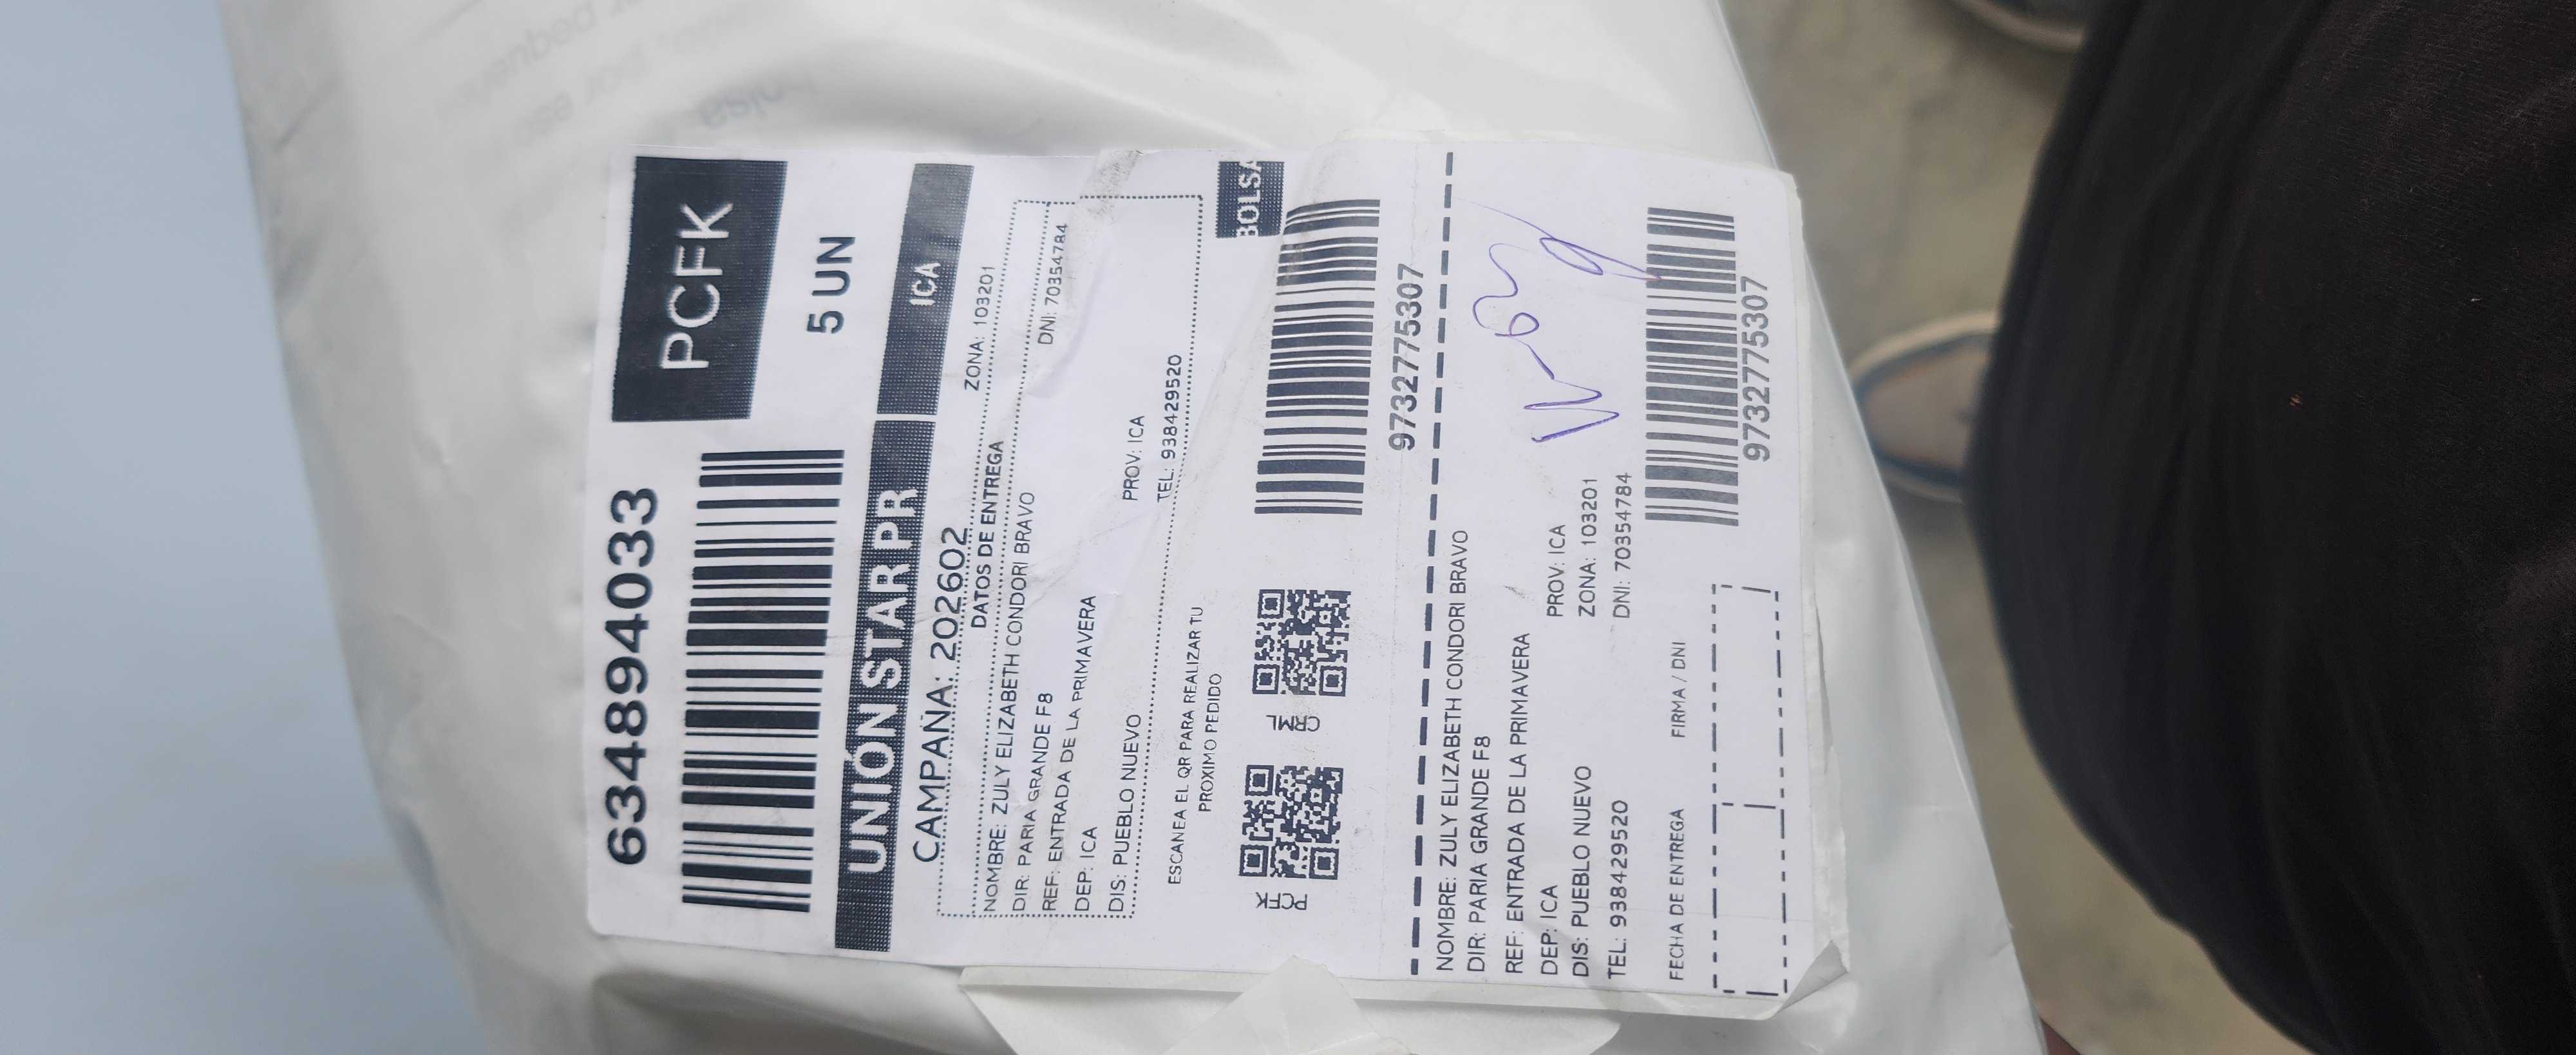 6348940333
PCFK
5 UN
UNIÓN STAR PR
ICA
CAMPAÑA: 202602
ZONA: 103201
DATOS DE ENTREGA
NOMBRE: ZULY ELIZABETH CONDORI BRAVO
DIR: PARIA GRANDE F8
DNI: 70354784
REF: ENTRADA DE LA PRIMAVERA
DEP: ICA
PROV: ICA
DIS: PUEBLO NUEVO
TEL: 938429520
ESCANEA EL QR PARA REALIZAR TU
PROXIMO PEDIDO
BOLSA
PCFK
CRML
97327775307
NOMBRE: ZULY ELIZABETH CONDORI BRAVO
DIR: PARIA GRANDE F8
REF: ENTRADA DE LA PRIMAVERA
DEP: ICA
PROV: ICA
DIS: PUEBLO NUEVO
ZONA: 103201
TEL: 938429520
DNI: 70354784
FECHA DE ENTREGA
FIRMA / DNI
97327775307